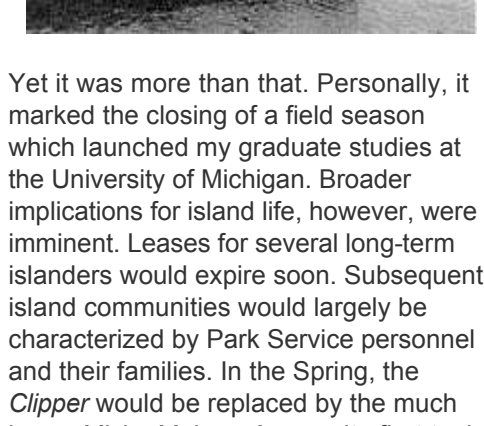 Yet it was more than that. Personally, it
marked the closing of a field season
which launched my graduate studies at
the University of Michigan. Broader
implications for island life, however, were
imminent. Leases for several long-term
islanders would expire soon. Subsequent
island communities would largely be
characterized by Park Service personnel
and their families. In the Spring, the
Clipper would be replaced by the much